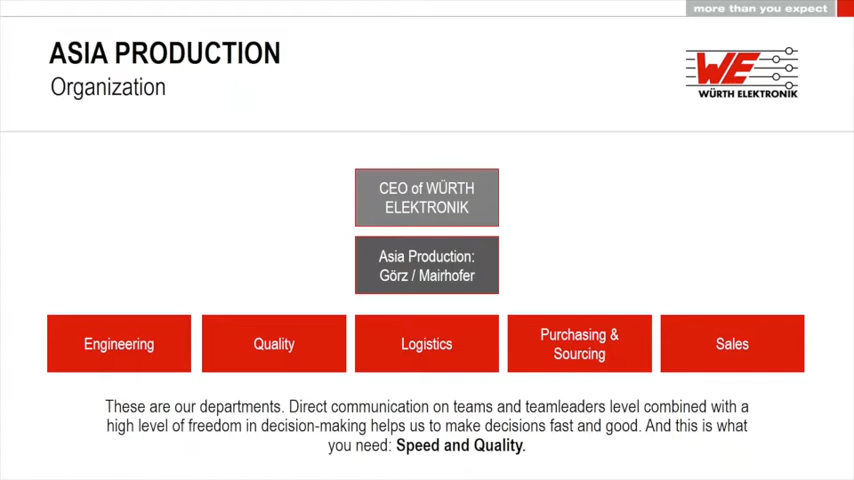 more than you expect
ASIA PRODUCTION
Organization
WE
WÜRTH ELEKTRONIK
CEO of WÜRTH
ELEKTRONIK
Asia Production:
Görz / Mairhofer
Engineering
Quality
Logistics
Purchasing &
Sourcing
Sales
These are our departments. Direct communication on teams and teamleaders level combined with a
high level of freedom in decision-making helps us to make decisions fast and good. And this is what
you need: Speed and Quality.